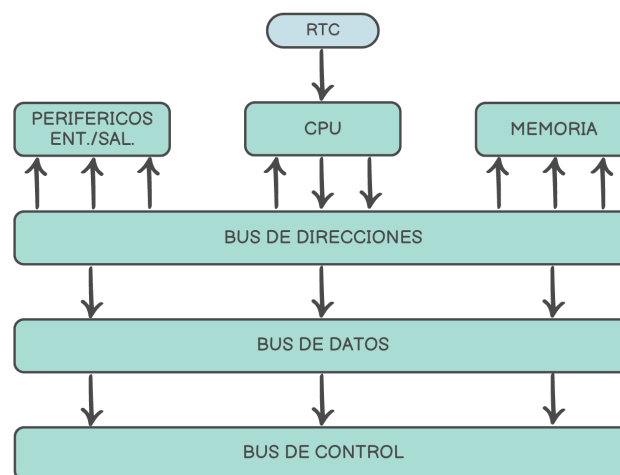 RTC
PERIFERICOS
ENT./SAL.
CPU
MEMORIA
BUS DE DIRECCIONES
BUS DE DATOS
BUS DE CONTROL